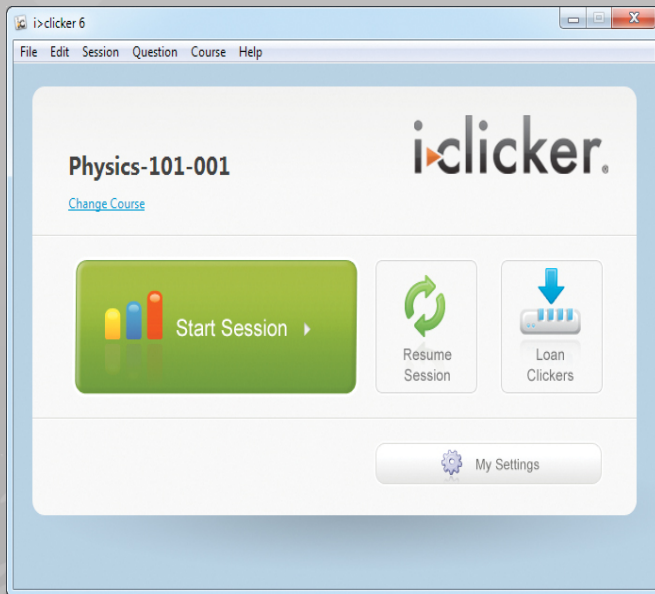 i>clicker 6
File Edit Session Question Course Help
i>clicker.
Physics-101-001
Change Course
Start Session
Resume
Session
Loan
Clickers
My Settings